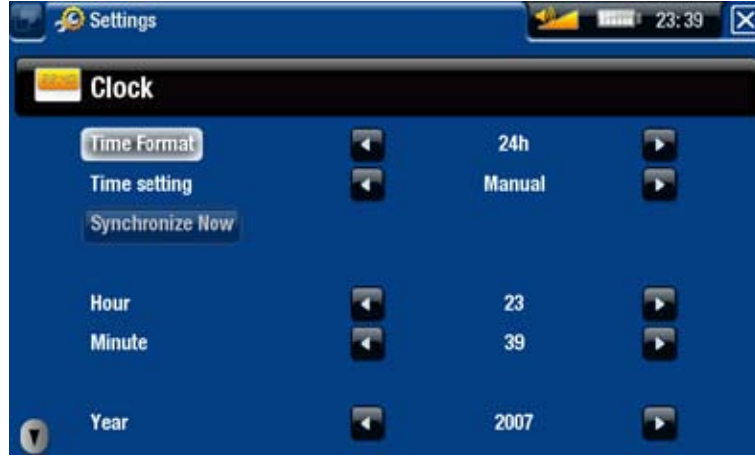 Settings 23:39
Clock
Time Format 24h
Time setting Manual
Synchronize Now
Hour 23
Minute 39
Year 2007